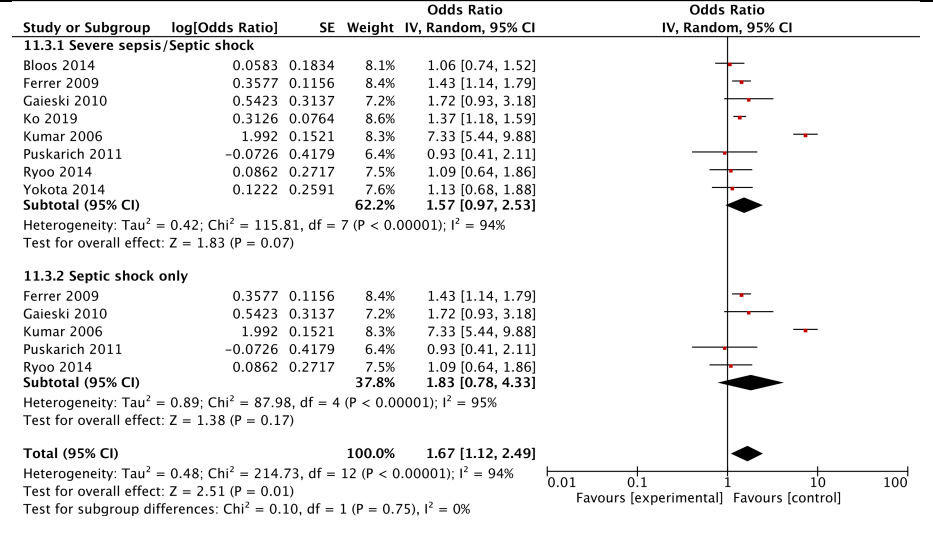 Odds Ratio Odds Ratio
Study or Subgroup log[Odds Ratio] SE Weight IV, Random, 95% CI IV, Random, 95% CI
11.3.1 Severe sepsis/Septic shock
Bloos 2014 0.0583 0.1834 8.1% 1.06 [0.74, 1.52]
Ferrer 2009 0.3577 0.1156 8.4% 1.43 [1.14, 1.79]
Gaieski 2010 0.5423 0.3137 7.2% 1.72 [0.93, 3.18]
Ko 2019 0.3126 0.0764 8.6% 1.37 [1.18, 1.59]
Kumar 2006 1.992 0.1521 8.3% 7.33 [5.44, 9.88]
Puskarich 2011 -0.0726 0.4179 6.4% 0.93 [0.41, 2.11]
Ryoo 2014 0.0862 0.2717 7.5% 1.09 [0.64, 1.86]
Yokota 2014 0.1222 0.2591 7.6% 1.13 [0.68, 1.88]
Subtotal (95% CI) 62.2% 1.57 [0.97, 2.53]
Heterogeneity: Tau² = 0.42; Chi² = 115.81, df = 7 (P < 0.00001); I² = 94%
Test for overall effect: Z = 1.83 (P = 0.07)
11.3.2 Septic shock only
Ferrer 2009 0.3577 0.1156 8.4% 1.43 [1.14, 1.79]
Gaieski 2010 0.5423 0.3137 7.2% 1.72 [0.93, 3.18]
Kumar 2006 1.992 0.1521 8.3% 7.33 [5.44, 9.88]
Puskarich 2011 -0.0726 0.4179 6.4% 0.93 [0.41, 2.11]
Ryoo 2014 0.0862 0.2717 7.5% 1.09 [0.64, 1.86]
Subtotal (95% CI) 37.8% 1.83 [0.78, 4.33]
Heterogeneity: Tau² = 0.89; Chi² = 87.98, df = 4 (P < 0.00001); I² = 95%
Test for overall effect: Z = 1.38 (P = 0.17)
Total (95% CI) 100.0% 1.67 [1.12, 2.49]
Heterogeneity: Tau² = 0.48; Chi² = 214.73, df = 12 (P < 0.00001); I² = 94%
0.01 0.1 1 10 100
Test for overall effect: Z = 2.51 (P = 0.01)
Favours [experimental] Favours [control]
Test for subgroup differences: Chi² = 0.10, df = 1 (P = 0.75), I² = 0%